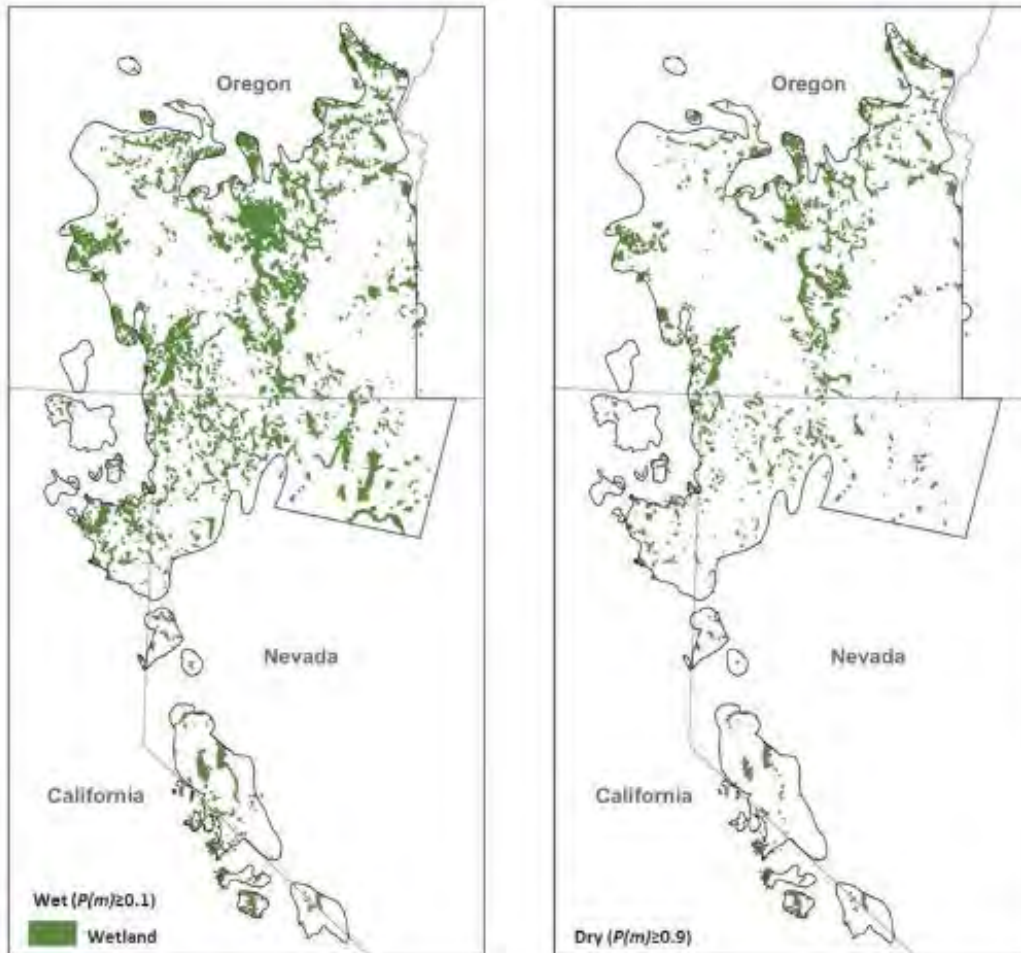 Oregon
Nevada
California
Wet (P(m)≥0.1)
Wetland
Oregon
Nevada
California
Dry (P(m)≥0.9)